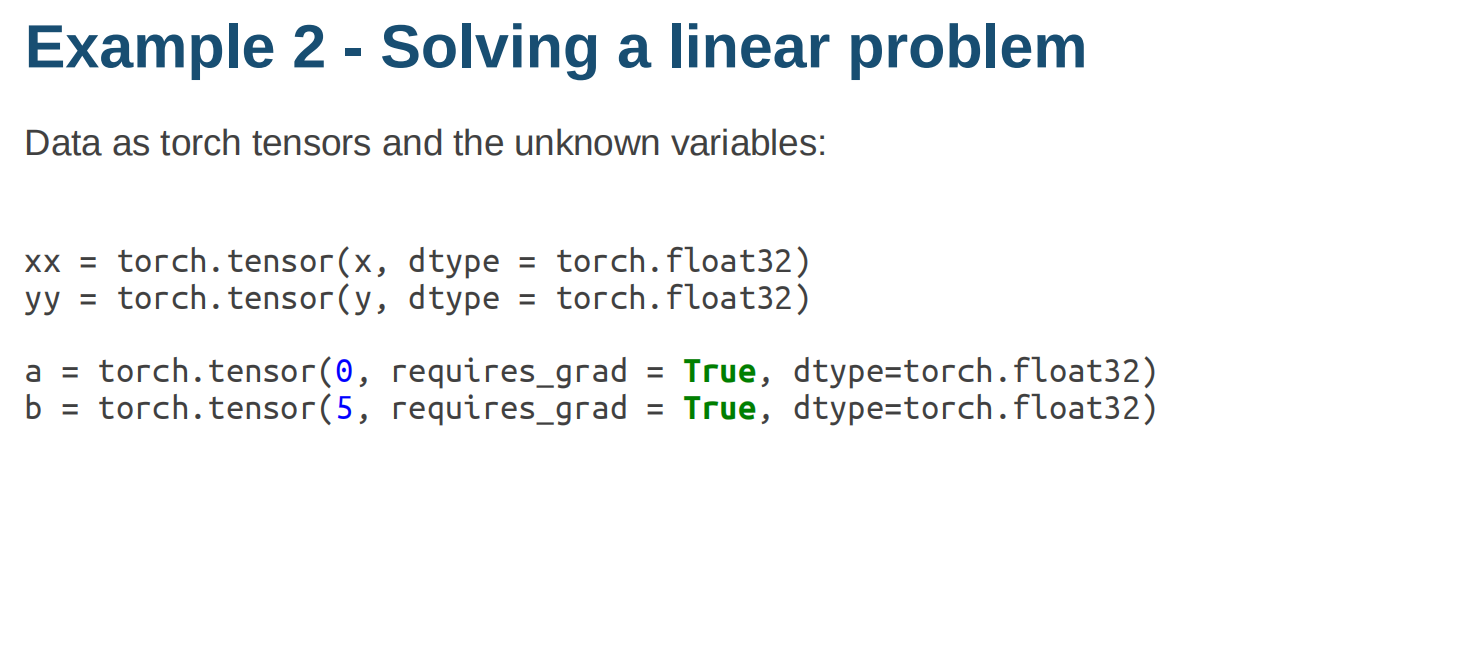 Example 2 - Solving a linear problem
Data as torch tensors and the unknown variables:
xx = torch.tensor(x, dtype = torch.float32)
yy = torch.tensor(y, dtype = torch.float32)
a = torch.tensor(0, requires_grad = True, dtype=torch.float32)
b = torch.tensor(5, requires_grad = True, dtype=torch.float32)